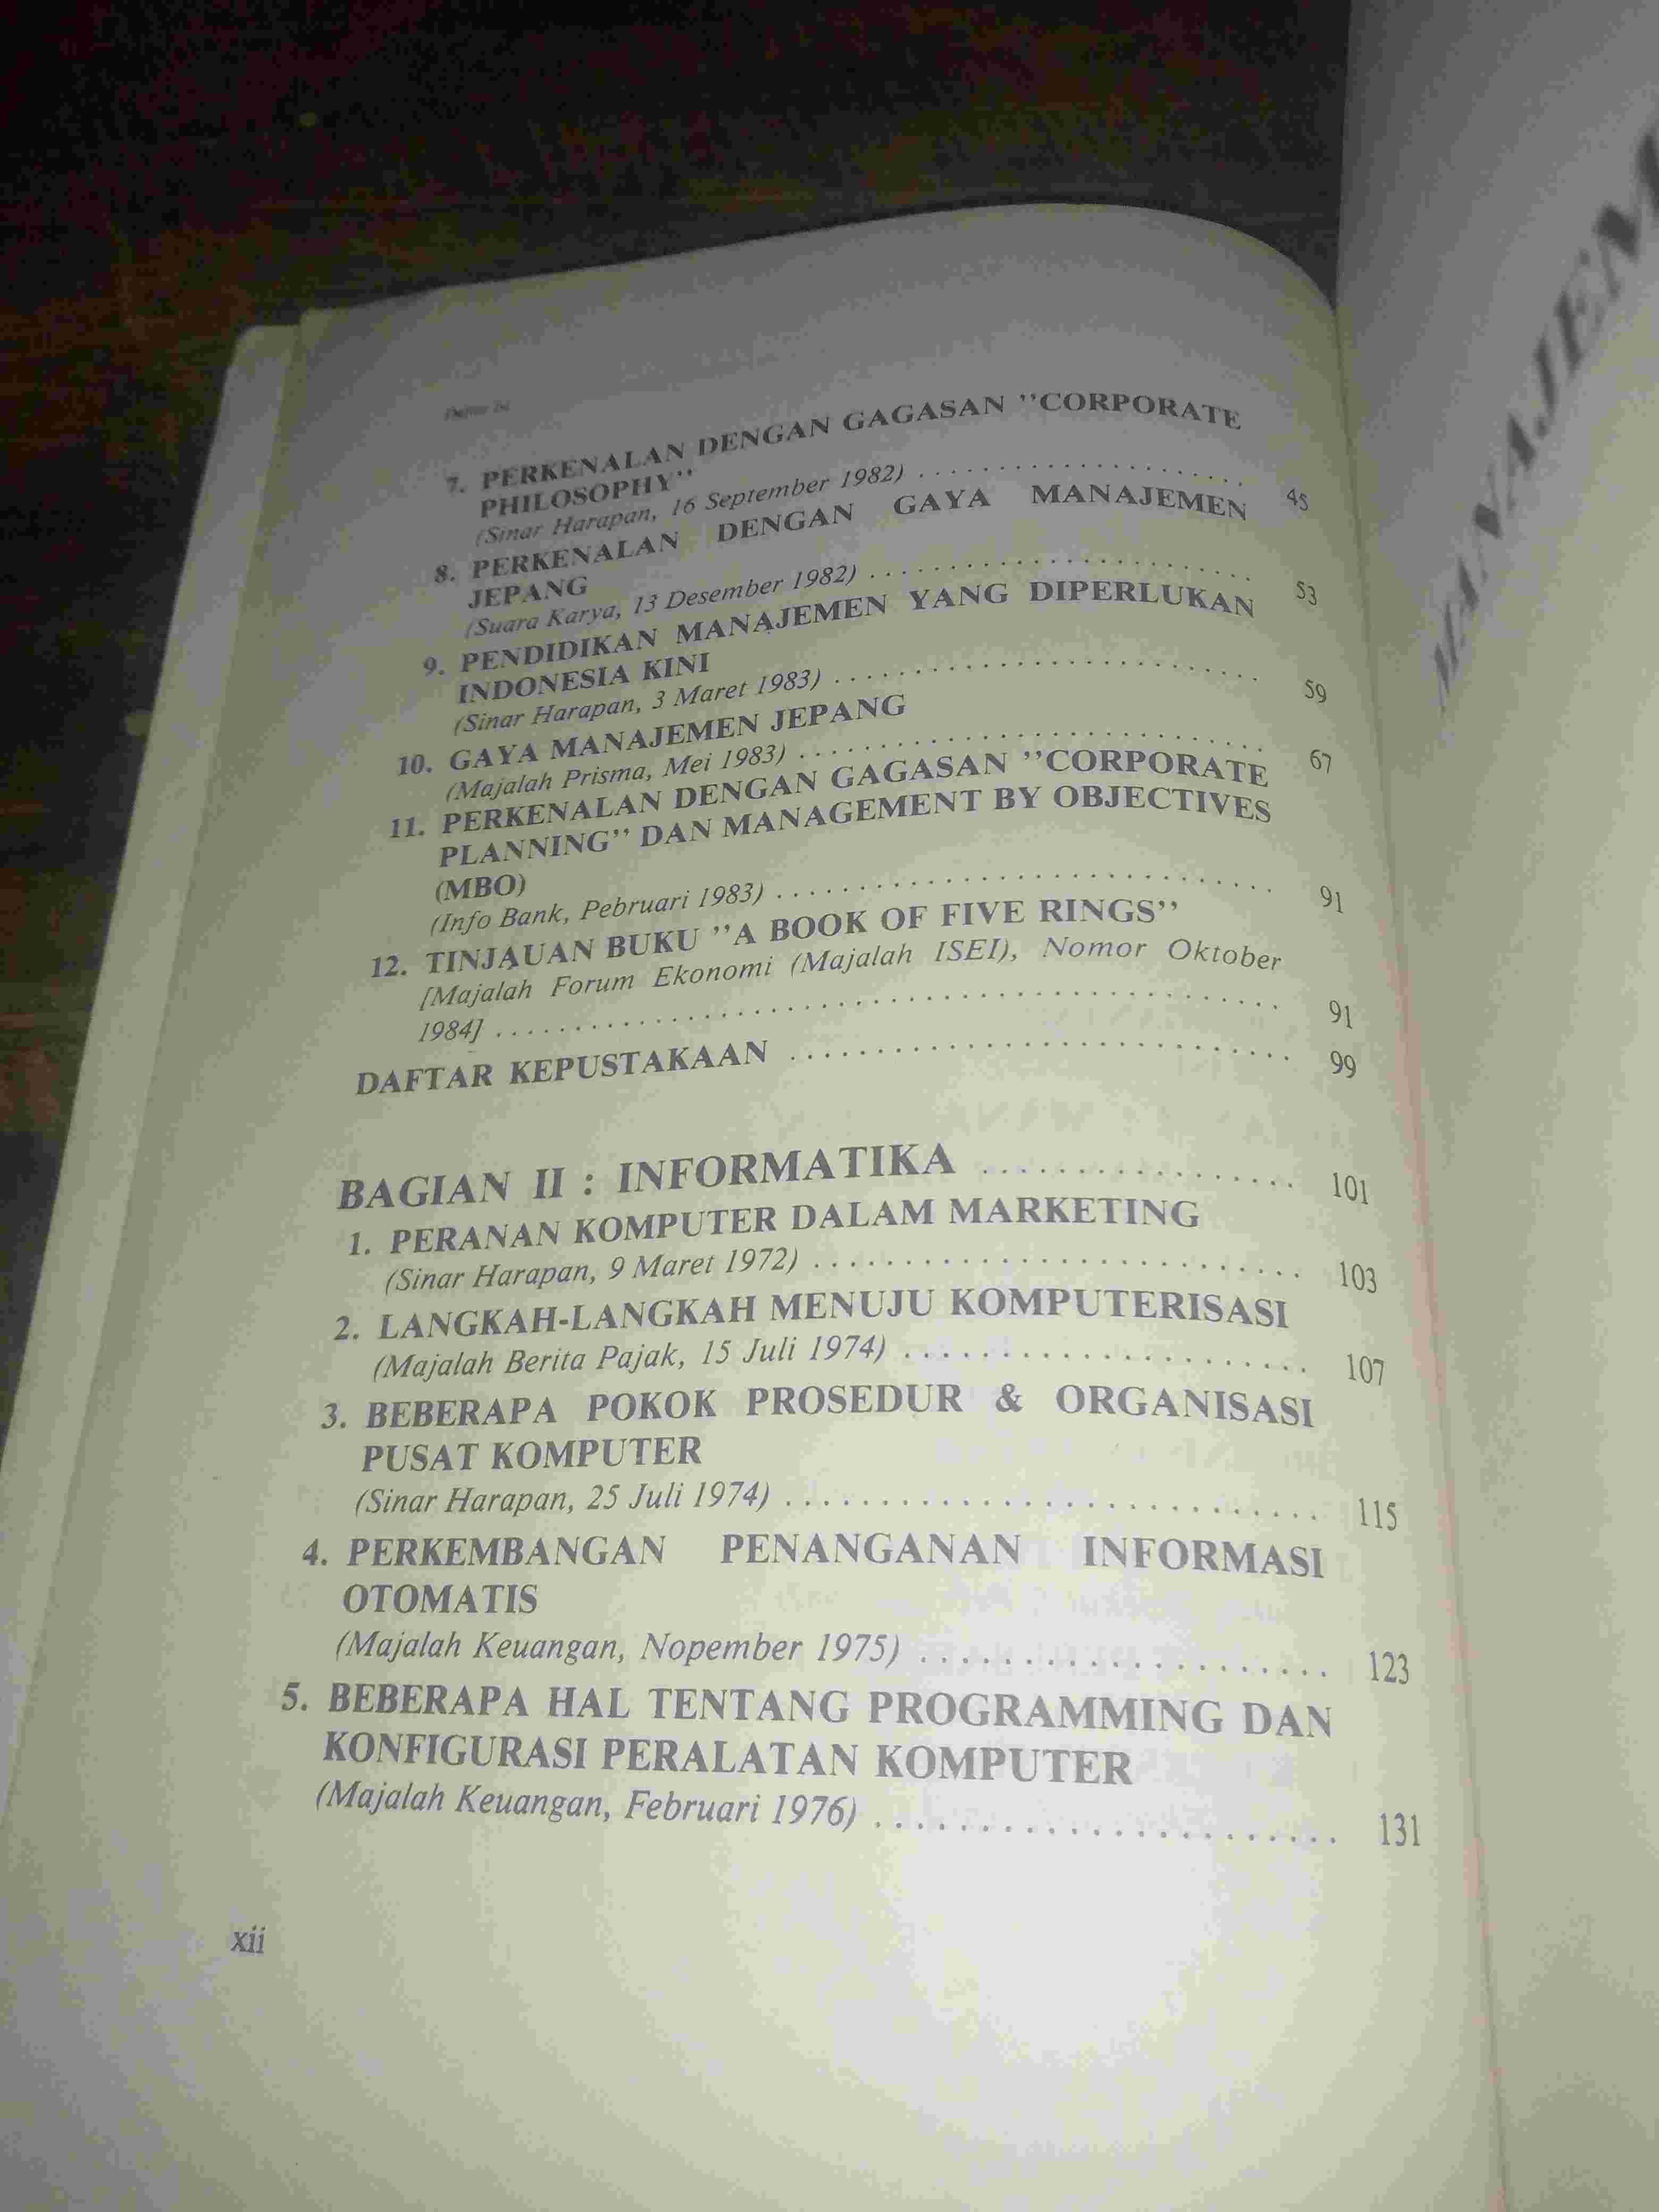 Daftar Isi
7. PERKENALAN DENGAN GAGASAN ''CORPORATE
PHILOSOPHY''
(Sinar Harapan, 16 September 1982) . . . . . . . . . . . . . . . . . . . . . 45
8. PERKENALAN DENGAN GAYA MANAJEMEN
JEPANG
(Suara Karya, 13 Desember 1982) . . . . . . . . . . . . . . . . . . . . . . . 53
9. PENDIDIKAN MANAJEMEN YANG DIPERLUKAN
INDONESIA KINI
(Sinar Harapan, 3 Maret 1983) . . . . . . . . . . . . . . . . . . . . . . . . . . 59
10. GAYA MANAJEMEN JEPANG
(Majalah Prisma, Mei 1983) . . . . . . . . . . . . . . . . . . . . . . . . . . . . 67
11. PERKENALAN DENGAN GAGASAN ''CORPORATE
PLANNING'' DAN MANAGEMENT BY OBJECTIVES
(MBO)
(Info Bank, Pebruari 1983) . . . . . . . . . . . . . . . . . . . . . . . . . . . . . 91
12. TINJAUAN BUKU ''A BOOK OF FIVE RINGS''
[Majalah Forum Ekonomi (Majalah ISEI), Nomor Oktober
1984] . . . . . . . . . . . . . . . . . . . . . . . . . . . . . . . . . . . . . . . . . . . 91
DAFTAR KEPUSTAKAAN . . . . . . . . . . . . . . . . . . . . . . . . . . . . 99
BAGIAN II : INFORMATIKA . . . . . . . . . . . . . . . . . 101
1. PERANAN KOMPUTER DALAM MARKETING
(Sinar Harapan, 9 Maret 1972) . . . . . . . . . . . . . . . . . . . . . . . . . . 103
2. LANGKAH-LANGKAH MENUJU KOMPUTERISASI
(Majalah Berita Pajak, 15 Juli 1974) . . . . . . . . . . . . . . . . . . . . . 107
3. BEBERAPA POKOK PROSEDUR & ORGANISASI
PUSAT KOMPUTER
(Sinar Harapan, 25 Juli 1974) . . . . . . . . . . . . . . . . . . . . . . . . . . 115
4. PERKEMBANGAN PENANGANAN INFORMASI
OTOMATIS
(Majalah Keuangan, Nopember 1975) . . . . . . . . . . . . . . . . . . . . 123
5. BEBERAPA HAL TENTANG PROGRAMMING DAN
KONFIGURASI PERALATAN KOMPUTER
(Majalah Keuangan, Februari 1976) . . . . . . . . . . . . . . . . . . . . . . 131
xii